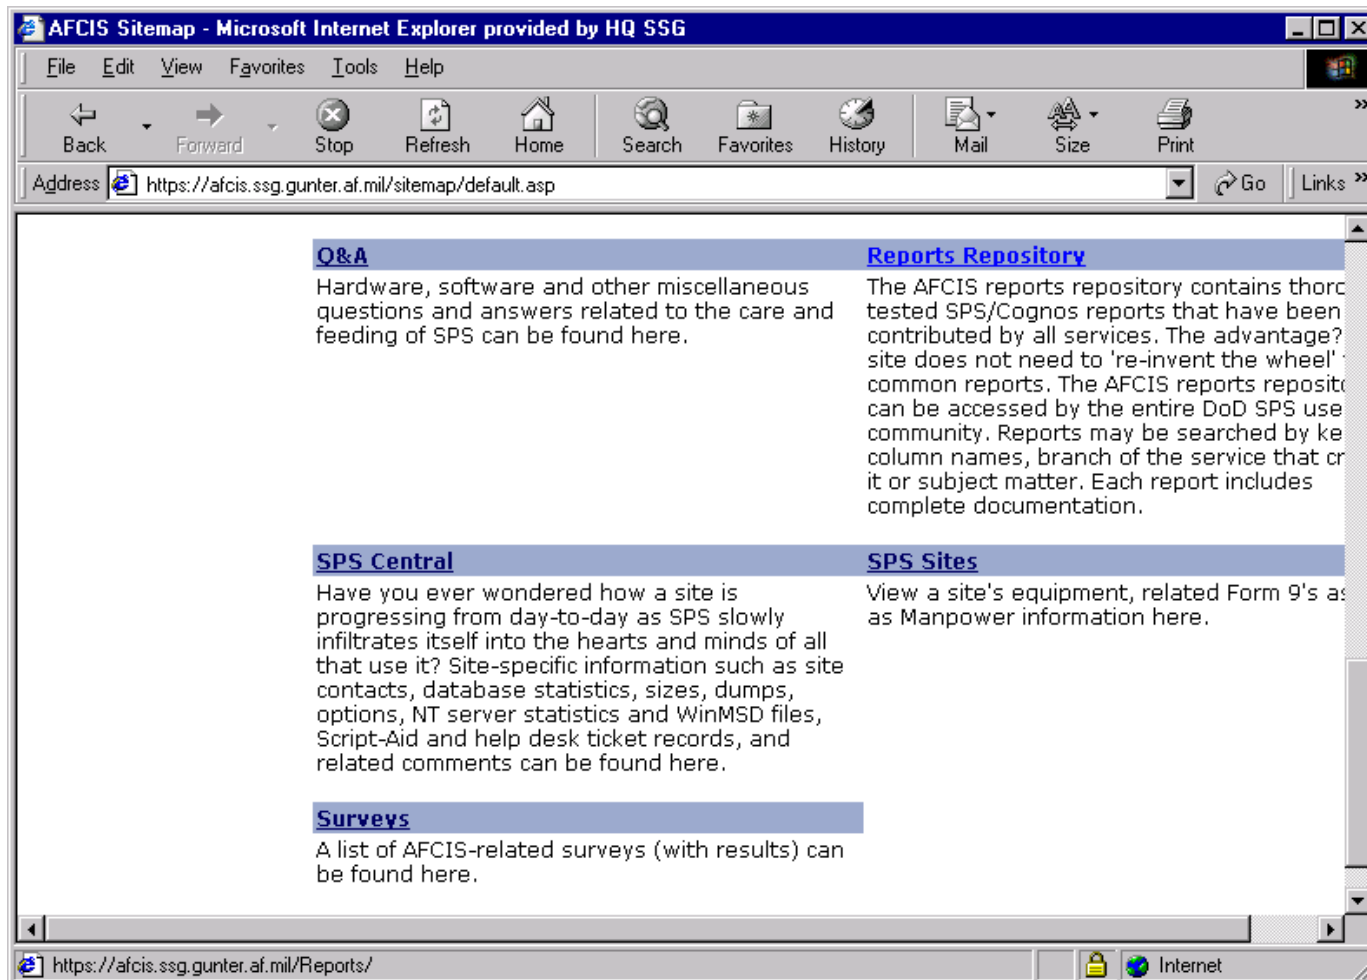 AFCIS Sitemap - Microsoft Internet Explorer provided by HQ SSG
File Edit View Favorites Tools Help
Back Forward Stop Refresh Home Search Favorites History Mail Size Print »
Address https://afcis.ssg.gunter.af.mil/sitemap/default.asp Go Links »
Q&A
Hardware, software and other miscellaneous
questions and answers related to the care and
feeding of SPS can be found here.
Reports Repository
The AFCIS reports repository contains
tested SPS/Cognos reports that have been
contributed by all services. The advantage?
site does not need to 're-invent the wheel'
common reports. The AFCIS reports
can be accessed by the entire DoD SPS
community. Reports may be searched by
column names, branch of the service that
it or subject matter. Each report includes
complete documentation.
SPS Central
Have you ever wondered how a site is
progressing from day-to-day as SPS slowly
infiltrates itself into the hearts and minds of all
that use it? Site-specific information such as site
contacts, database statistics, sizes, dumps,
options, NT server statistics and WinMSD files,
Script-Aid and help desk ticket records, and
related comments can be found here.
SPS Sites
View a site's equipment, related Form 9's as
as Manpower information here.
Surveys
A list of AFCIS-related surveys (with results) can
be found here.
https://afcis.ssg.gunter.af.mil/Reports/ Internet